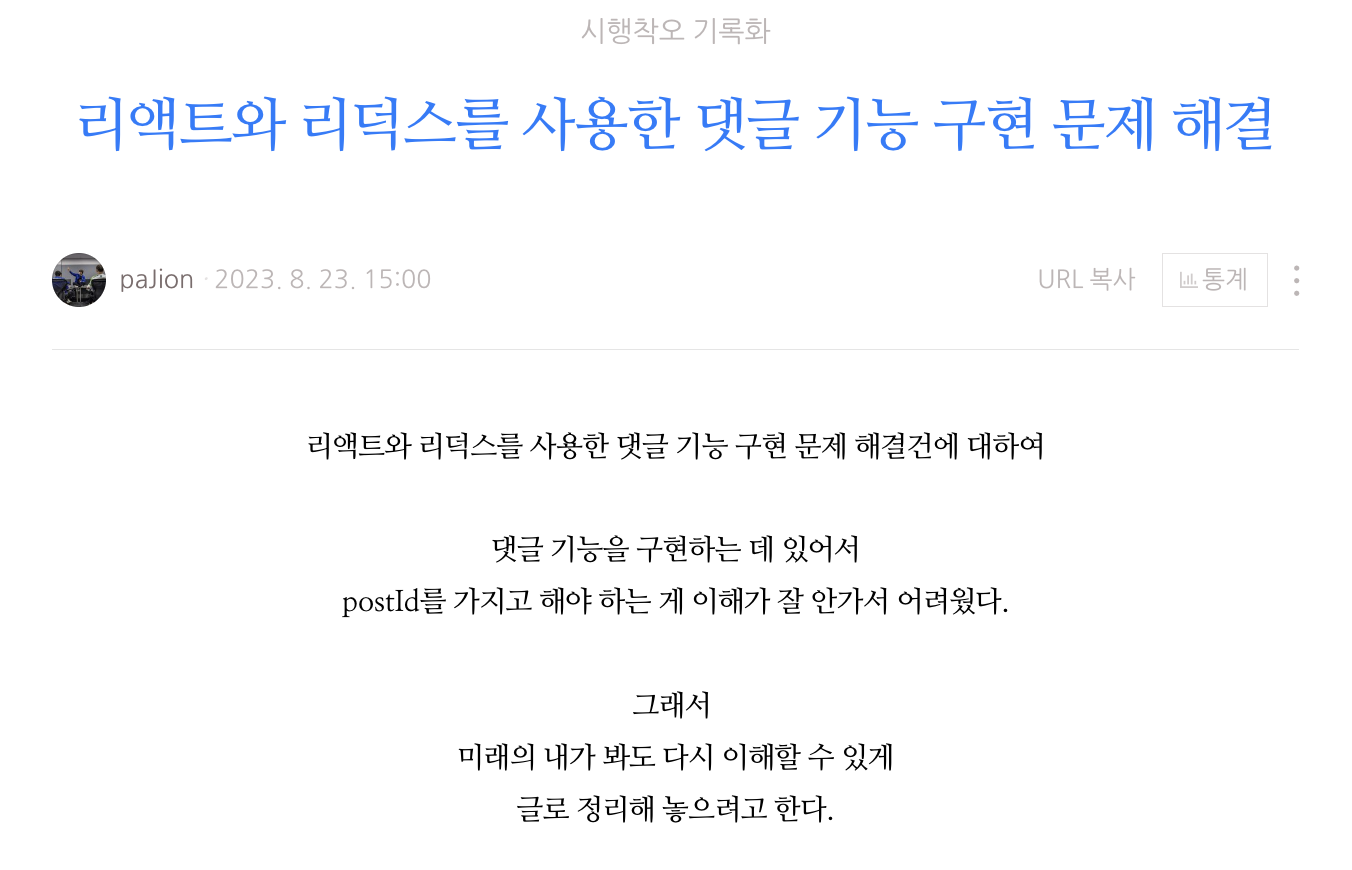 시행착오 기록화
리액트와 리덕스를 사용한 댓글 기능 구현 문제 해결
paJion · 2023. 8. 23. 15:00
URL 복사 통계
리액트와 리덕스를 사용한 댓글 기능 구현 문제 해결건에 대하여
댓글 기능을 구현하는 데 있어서
postId를 가지고 해야 하는 게 이해가 잘 안가서 어려웠다.
그래서
미래의 내가 봐도 다시 이해할 수 있게
글로 정리해 놓으려고 한다.